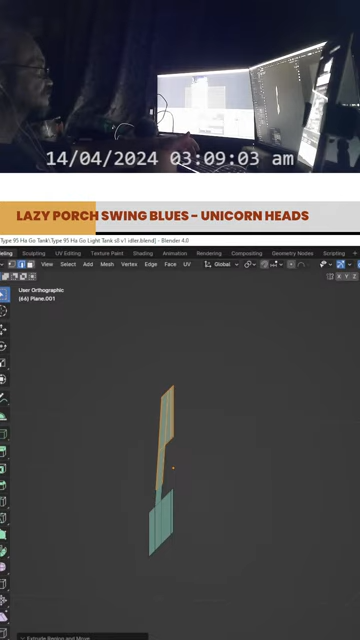 14/04/2024 03:09:03 am
LAZY PORCH SWING BLUES - UNICORN HEADS
Type 95 Ha Go Tank\Type 95 Ha Go Light Tank s8 v1 idler.blend] - Blender 4.0
eling Sculpting UV Editing Texture Paint Shading Animation Rendering Compositing Geometry Nodes Scripting
View Select Add Mesh Vertex Edge Face UV Global
X Y Z
User Orthographic
(66) Plane.001
Extrude Region and Move